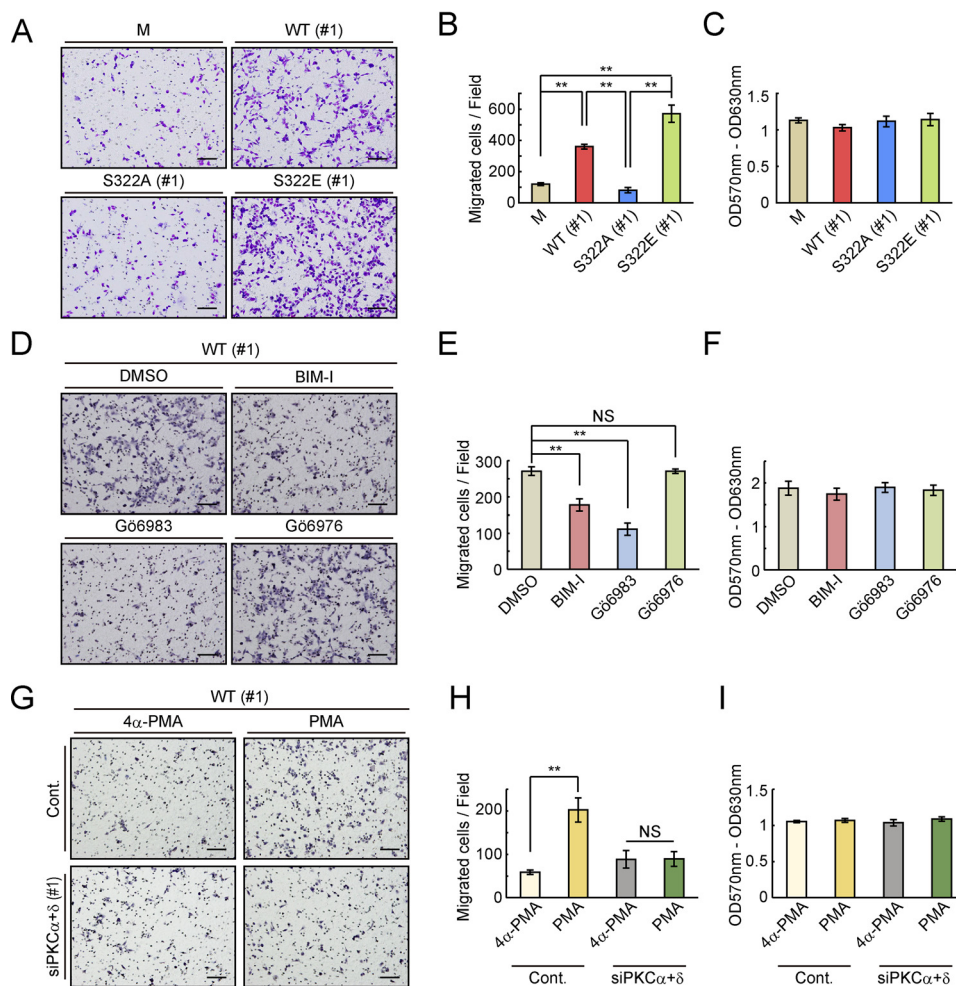 A
M
WT (#1)
S322A (#1)
S322E (#1)
B
Migrated cells / Field
600
400
200
0
**
** ** **
M
WT (#1)
S322A (#1)
S322E (#1)
C
OD570nm - OD630nm
1.5
1
0.5
0
M
WT (#1)
S322A (#1)
S322E (#1)
D
WT (#1)
DMSO
BIM-I
Gö6983
Gö6976
E
Migrated cells / Field
300
200
100
0
NS
**
**
DMSO
BIM-I
Gö6983
Gö6976
F
OD570nm - OD630nm
2
1
0
DMSO
BIM-I
Gö6983
Gö6976
G
WT (#1)
4α-PMA
PMA
Cont.
siPKCα+δ (#1)
H
Migrated cells / Field
200
100
0
**
NS
4α-PMA
PMA
4α-PMA
PMA
Cont.
siPKCα+δ
I
OD570nm - OD630nm
1.5
1
0.5
0
4α-PMA
PMA
4α-PMA
PMA
Cont.
siPKCα+δ